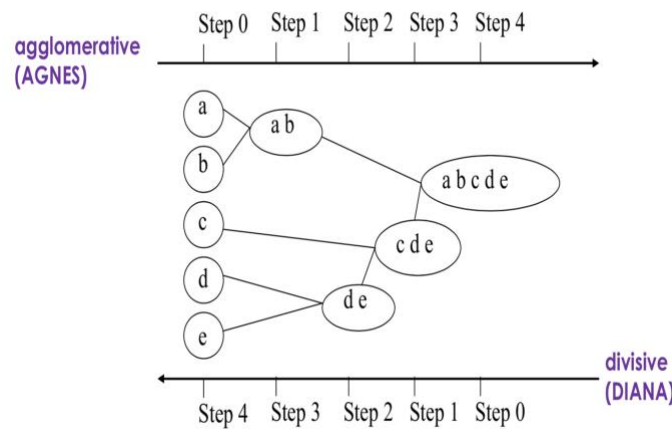 Step 0 Step 1 Step 2 Step 3 Step 4
agglomerative
(AGNES)
a
a b
b
a b c d e
c
c d e
d
d e
e
divisive
(DIANA)
Step 4 Step 3 Step 2 Step 1 Step 0